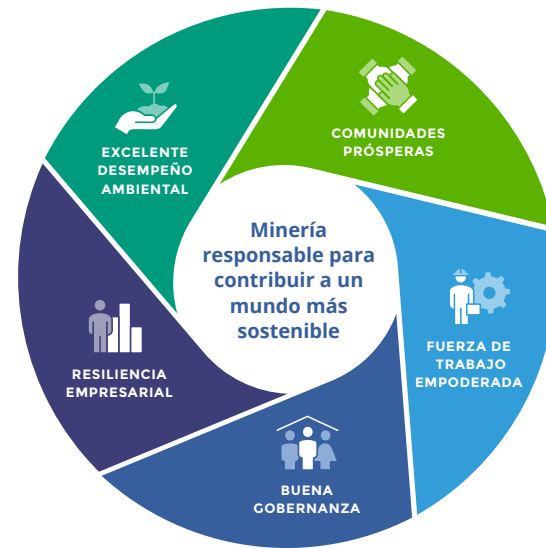 EXCELENTE
DESEMPEÑO
AMBIENTAL
COMUNIDADES
PRÓSPERAS
Minería
responsable para
contribuir a un
mundo más
sostenible
FUERZA DE
TRABAJO
EMPODERADA
RESILIENCIA
EMPRESARIAL
BUENA
GOBERNANZA